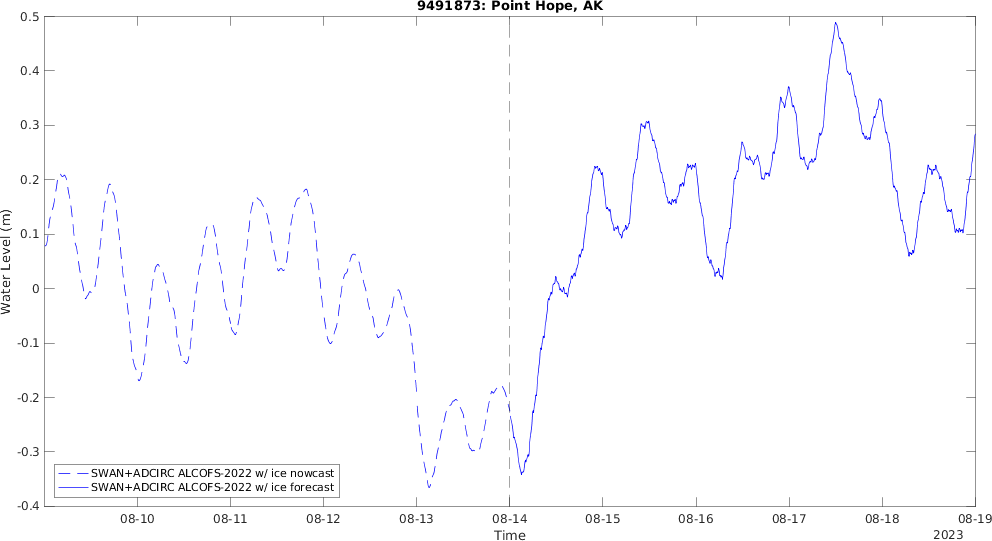 9491873: Point Hope, AK
0.5
0.4
0.3
0.2
0.1
0
-0.1
-0.2
-0.3
-0.4
Water Level (m)
SWAN+ADCIRC ALCOFS-2022 w/ ice nowcast
SWAN+ADCIRC ALCOFS-2022 w/ ice forecast
08-10 08-11 08-12 08-13 08-14 08-15 08-16 08-17 08-18 08-19
Time
2023